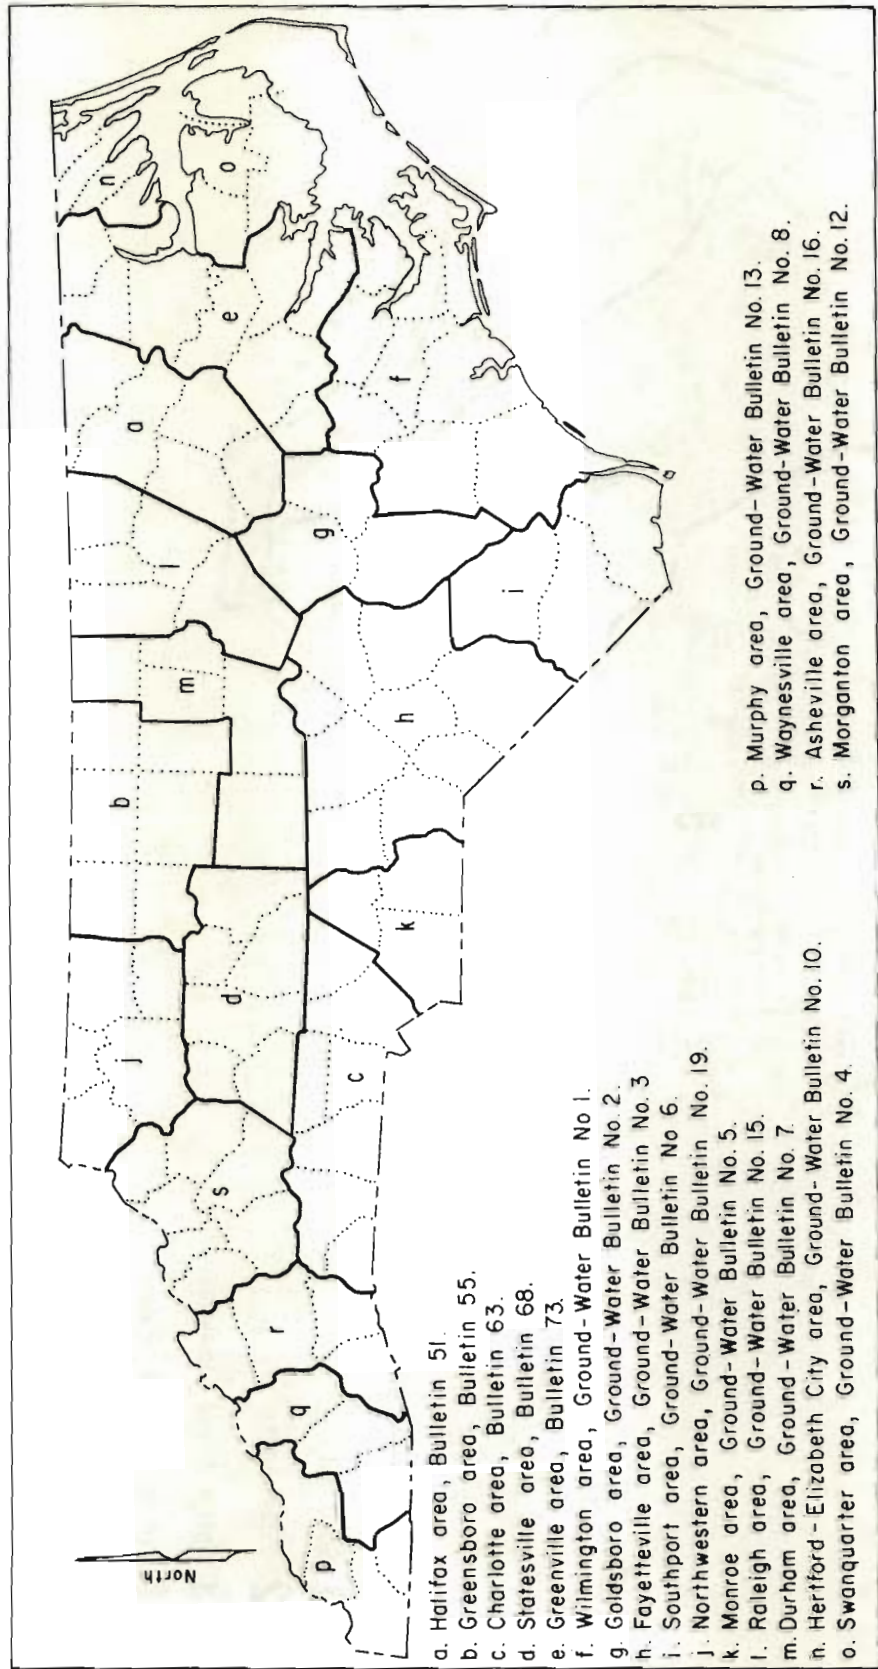 North
a
b
c
d
e
f
g
h
i
j
k
l
m
n
o
p
q
r
s
a. Halifax area, Bulletin 51.
b. Greensboro area, Bulletin 55.
c. Charlotte area, Bulletin 63.
d. Statesville area, Bulletin 68.
e. Greenville area, Bulletin 73.
f. Wilmington area, Ground-Water Bulletin No 1.
g. Goldsboro area, Ground-Water Bulletin No. 2.
h. Fayetteville area, Ground-Water Bulletin No. 3
i. Southport area, Ground-Water Bulletin No 6.
j. Northwestern area, Ground-Water Bulletin No. 19.
k. Monroe area, Ground-Water Bulletin No. 5.
l. Raleigh area, Ground-Water Bulletin No. 15.
m. Durham area, Ground-Water Bulletin No. 7.
n. Hertford-Elizabeth City area, Ground-Water Bulletin No. 10.
o. Swanquarter area, Ground-Water Bulletin No. 4.
p. Murphy area, Ground-Water Bulletin No. 13.
q. Waynesville area, Ground-Water Bulletin No. 8.
r. Asheville area, Ground-Water Bulletin No. 16.
s. Morganton area, Ground-Water Bulletin No. 12.